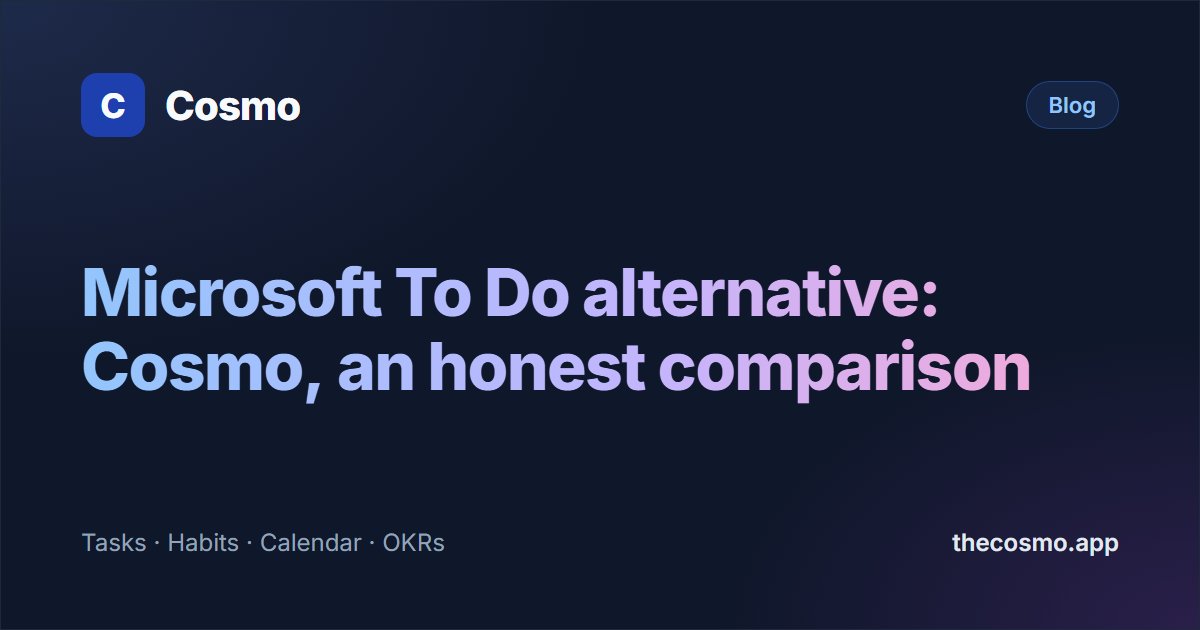 C Cosmo
Blog
Microsoft To Do alternative:
Cosmo, an honest comparison
Tasks · Habits · Calendar · OKRs
thecosmo.app